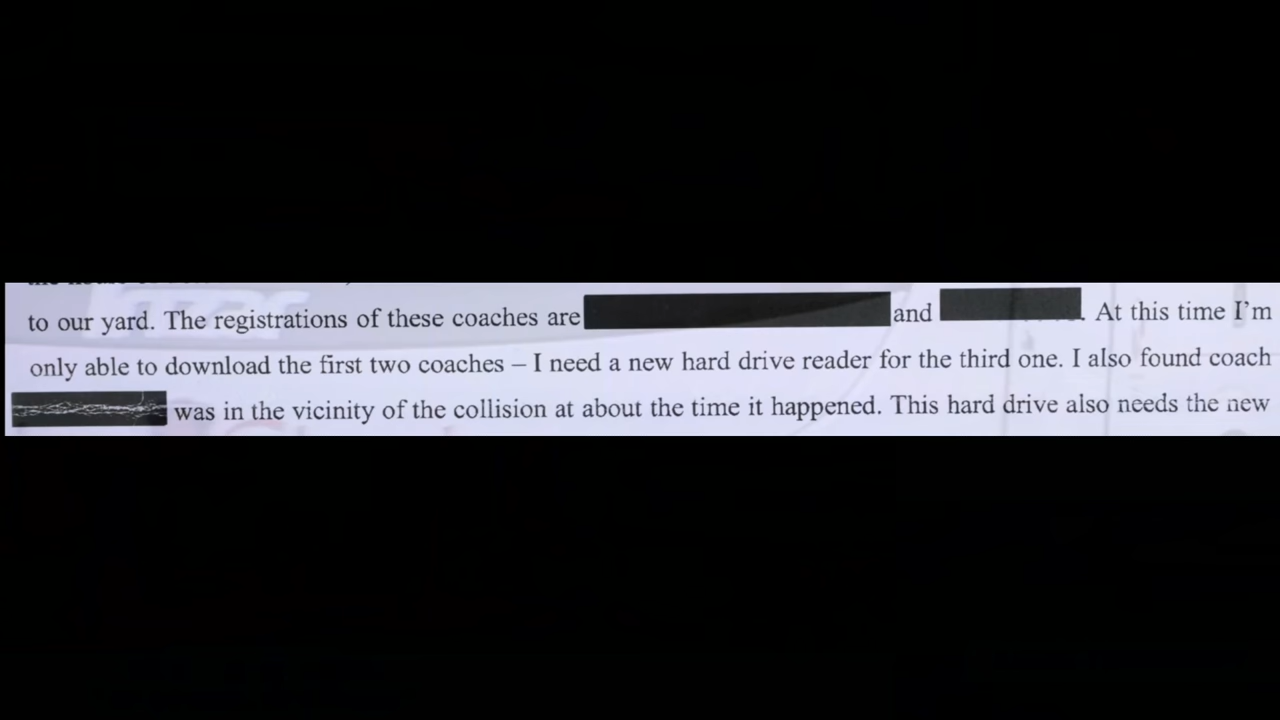 to our yard. The registrations of these coaches are and . At this time I'm
only able to download the first two coaches – I need a new hard drive reader for the third one. I also found coach
was in the vicinity of the collision at about the time it happened. This hard drive also needs the new